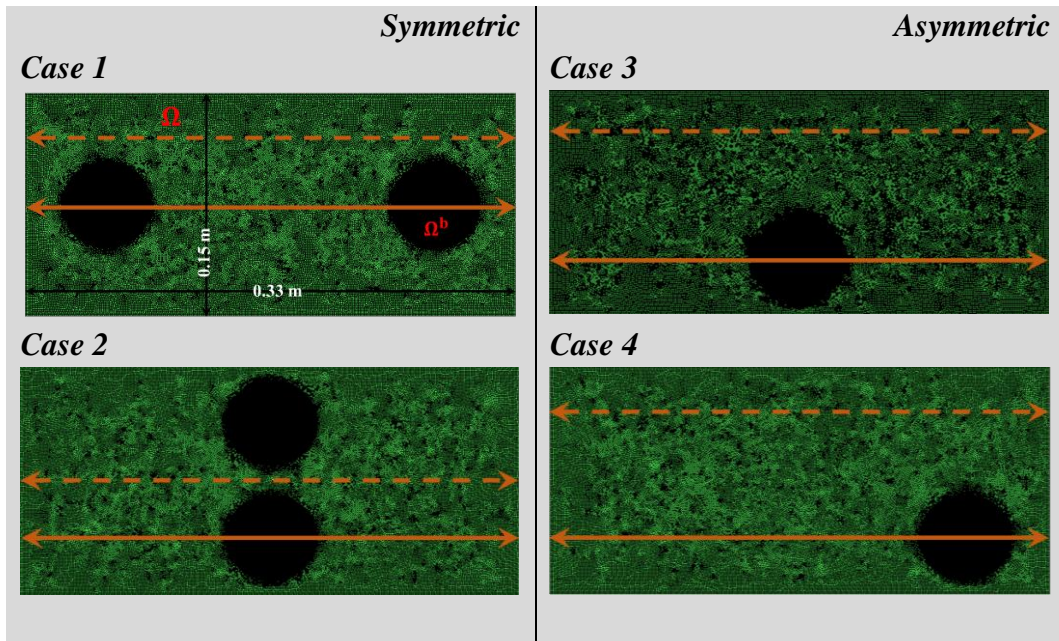 Symmetric
Case 1
Ω
Ωᵇ
0.15 m
0.33 m
Case 2
Asymmetric
Case 3
Case 4